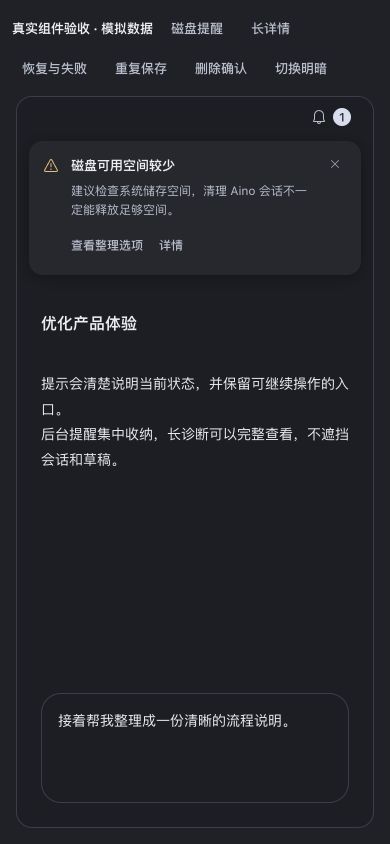 真实组件验收 · 模拟数据 磁盘提醒 长详情
恢复与失败 重复保存 删除确认 切换明暗
1
磁盘可用空间较少
建议检查系统储存空间，清理 Aino 会话不一
定能释放足够空间。
查看整理选项 详情
优化产品体验
提示会清楚说明当前状态，并保留可继续操作的入
口。
后台提醒集中收纳，长诊断可以完整查看，不遮挡
会话和草稿。
接着帮我整理成一份清晰的流程说明。